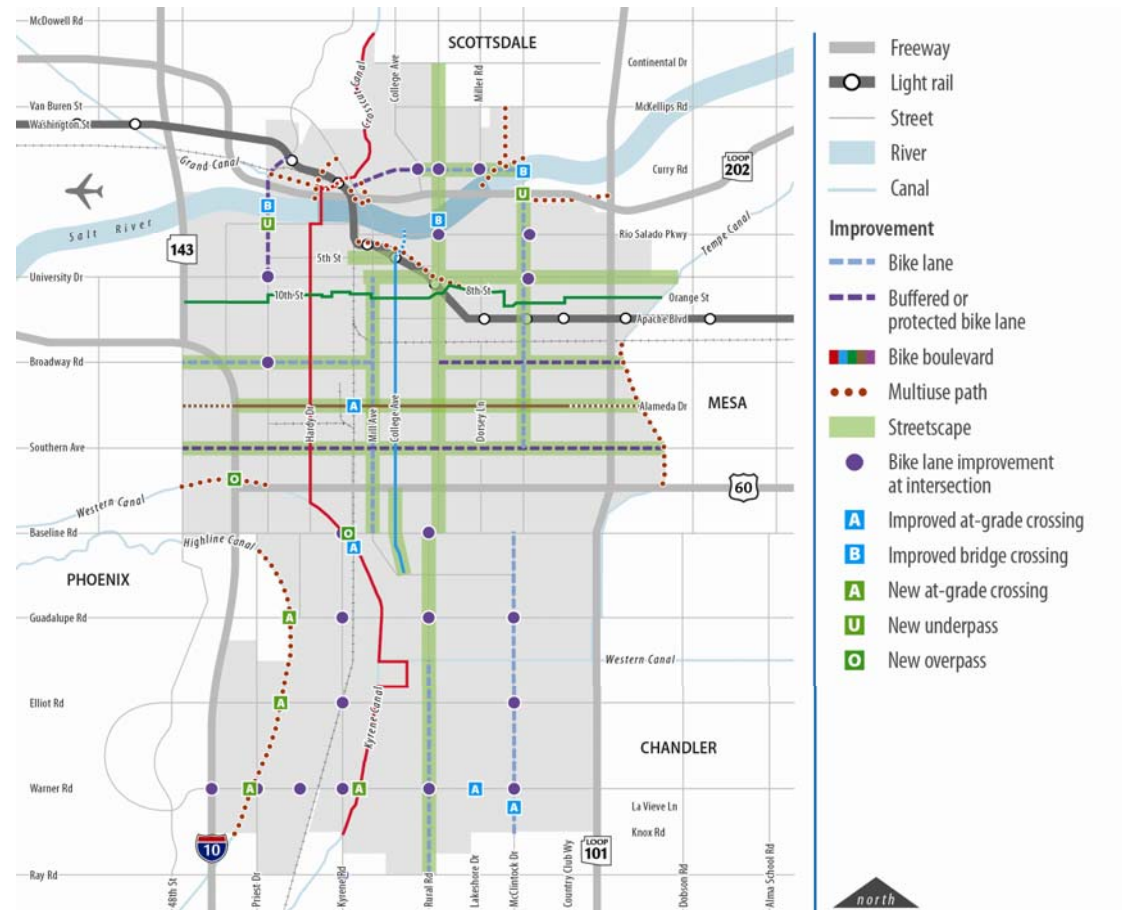 McDowell Rd
SCOTTSDALE
Crosscut Canal
College Ave
Miller Rd
Continental Dr
Van Buren St
McKellips Rd
Washington St
Grand Canal
Curry Rd
LOOP
202
Salt River
143
Rio Salado Pkwy
Tempe Canal
5th St
University Dr
10th St
8th St
Orange St
Apache Blvd
Broadway Rd
Hardy Dr
Mill Ave
College Ave
Dorsey Ln
Alameda Dr
MESA
Southern Ave
60
Western Canal
Baseline Rd
Highline Canal
PHOENIX
Guadalupe Rd
Western Canal
Elliot Rd
Kyrene Canal
CHANDLER
Warner Rd
La Vieve Ln
Knox Rd
10
LOOP
101
Ray Rd
48th St
Priest Dr
Kyrene Rd
Rural Rd
Lakeshore Dr
McClintock Dr
Country Club Wy
Dobson Rd
Alma School Rd
B
U
B
B
U
A
O
O
A
A
A
A
A
A
A
Freeway
Light rail
Street
River
Canal
Improvement
Bike lane
Buffered or
protected bike lane
Bike boulevard
Multiuse path
Streetscape
Bike lane improvement
at intersection
A Improved at-grade crossing
B Improved bridge crossing
A New at-grade crossing
U New underpass
O New overpass
north